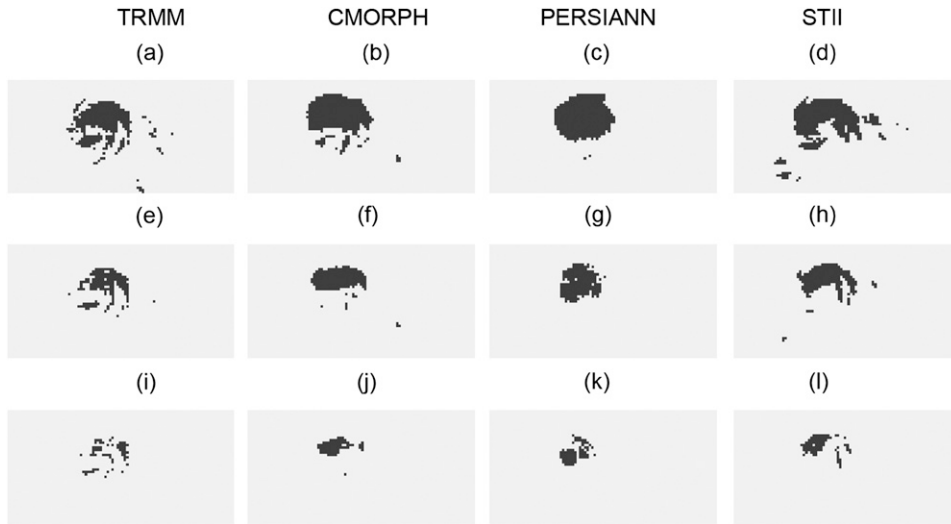 TRMM CMORPH PERSIANN STII
(a) (b) (c) (d)
(e) (f) (g) (h)
(i) (j) (k) (l)